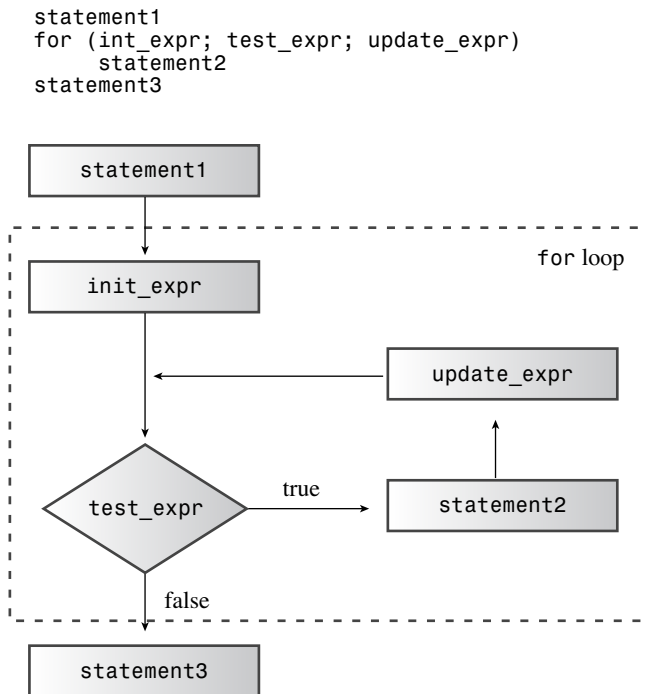 statement1
for (int_expr; test_expr; update_expr)
statement2
statement3
statement1
for loop
init_expr
update_expr
test_expr
true
statement2
false
statement3